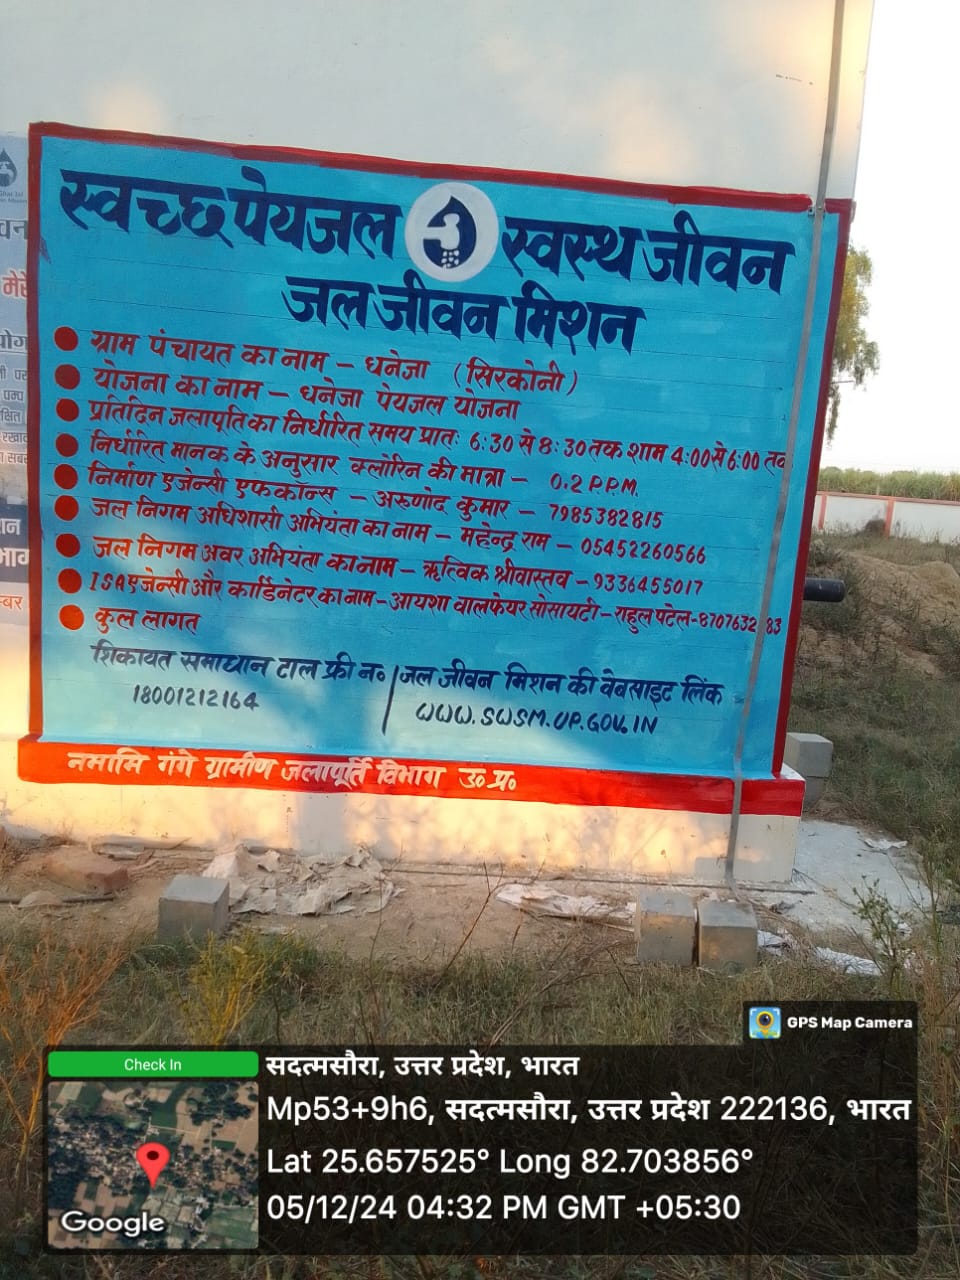 स्वच्छ पेयजल स्वस्थ जीवन
जल जीवन मिशन
ग्राम पंचायत का नाम – धनेजा (सिरकोनी)
योजना का नाम – धनेजा पेयजल योजना
प्रतिदिन जलापूति का निर्धारित समय प्रातः 6:30 से 8:30 तक शाम 4:00 से 6:00 तक
निर्धारित मानक के अनुसार क्लोरिन की मात्रा – 0.2 P.P.M.
निर्माण एजेन्सी एफकॉन्स – अरुणोद कुमार – 7985382815
जल निगम अधिशासी अभियंता का नाम – महेन्द्र राम – 05452260566
जल निगम अवर अभियंता का नाम – ऋत्विक श्रीवास्तव – 9336455017
ISA एजेन्सी और कार्डिनेटर का नाम – आयशा वालफेयर सोसायटी – राहुल पटेल-
कुल लागत
शिकायत समाधान टाल फ्री न० जल जीवन मिशन की वेबसाइट लिंक
18001212164 WWW.SWSM.UP.GOV.IN
नमामि गंगे ग्रामीण जलापूर्ति विभाग उ० प्र०
GPS Map Camera
Check In
सदत्मसौरा, उत्तर प्रदेश, भारत
Mp53+9h6, सदत्मसौरा, उत्तर प्रदेश 222136, भारत
Lat 25.657525° Long 82.703856°
05/12/24 04:32 PM GMT +05:30
Google